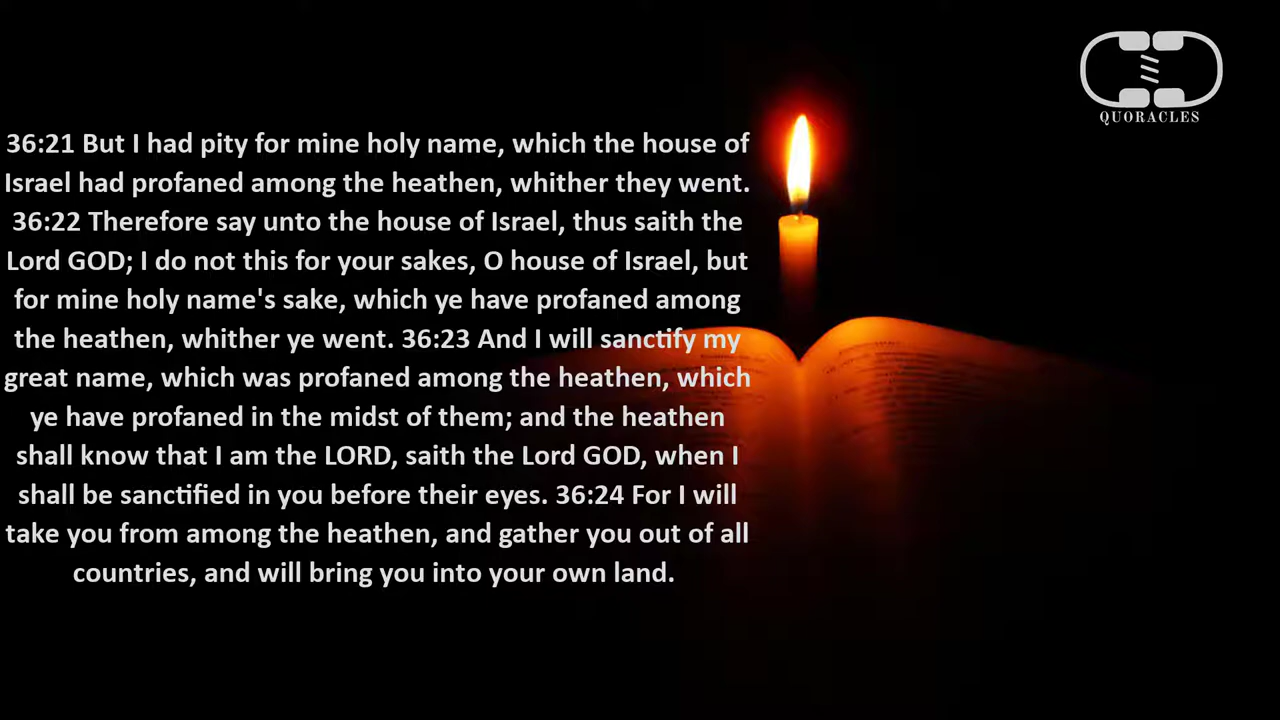 QUORACLES
36:21 But I had pity for mine holy name, which the house of
Israel had profaned among the heathen, whither they went.
36:22 Therefore say unto the house of Israel, thus saith the
Lord GOD; I do not this for your sakes, O house of Israel, but
for mine holy name's sake, which ye have profaned among
the heathen, whither ye went. 36:23 And I will sanctify my
great name, which was profaned among the heathen, which
ye have profaned in the midst of them; and the heathen
shall know that I am the LORD, saith the Lord GOD, when I
shall be sanctified in you before their eyes. 36:24 For I will
take you from among the heathen, and gather you out of all
countries, and will bring you into your own land.